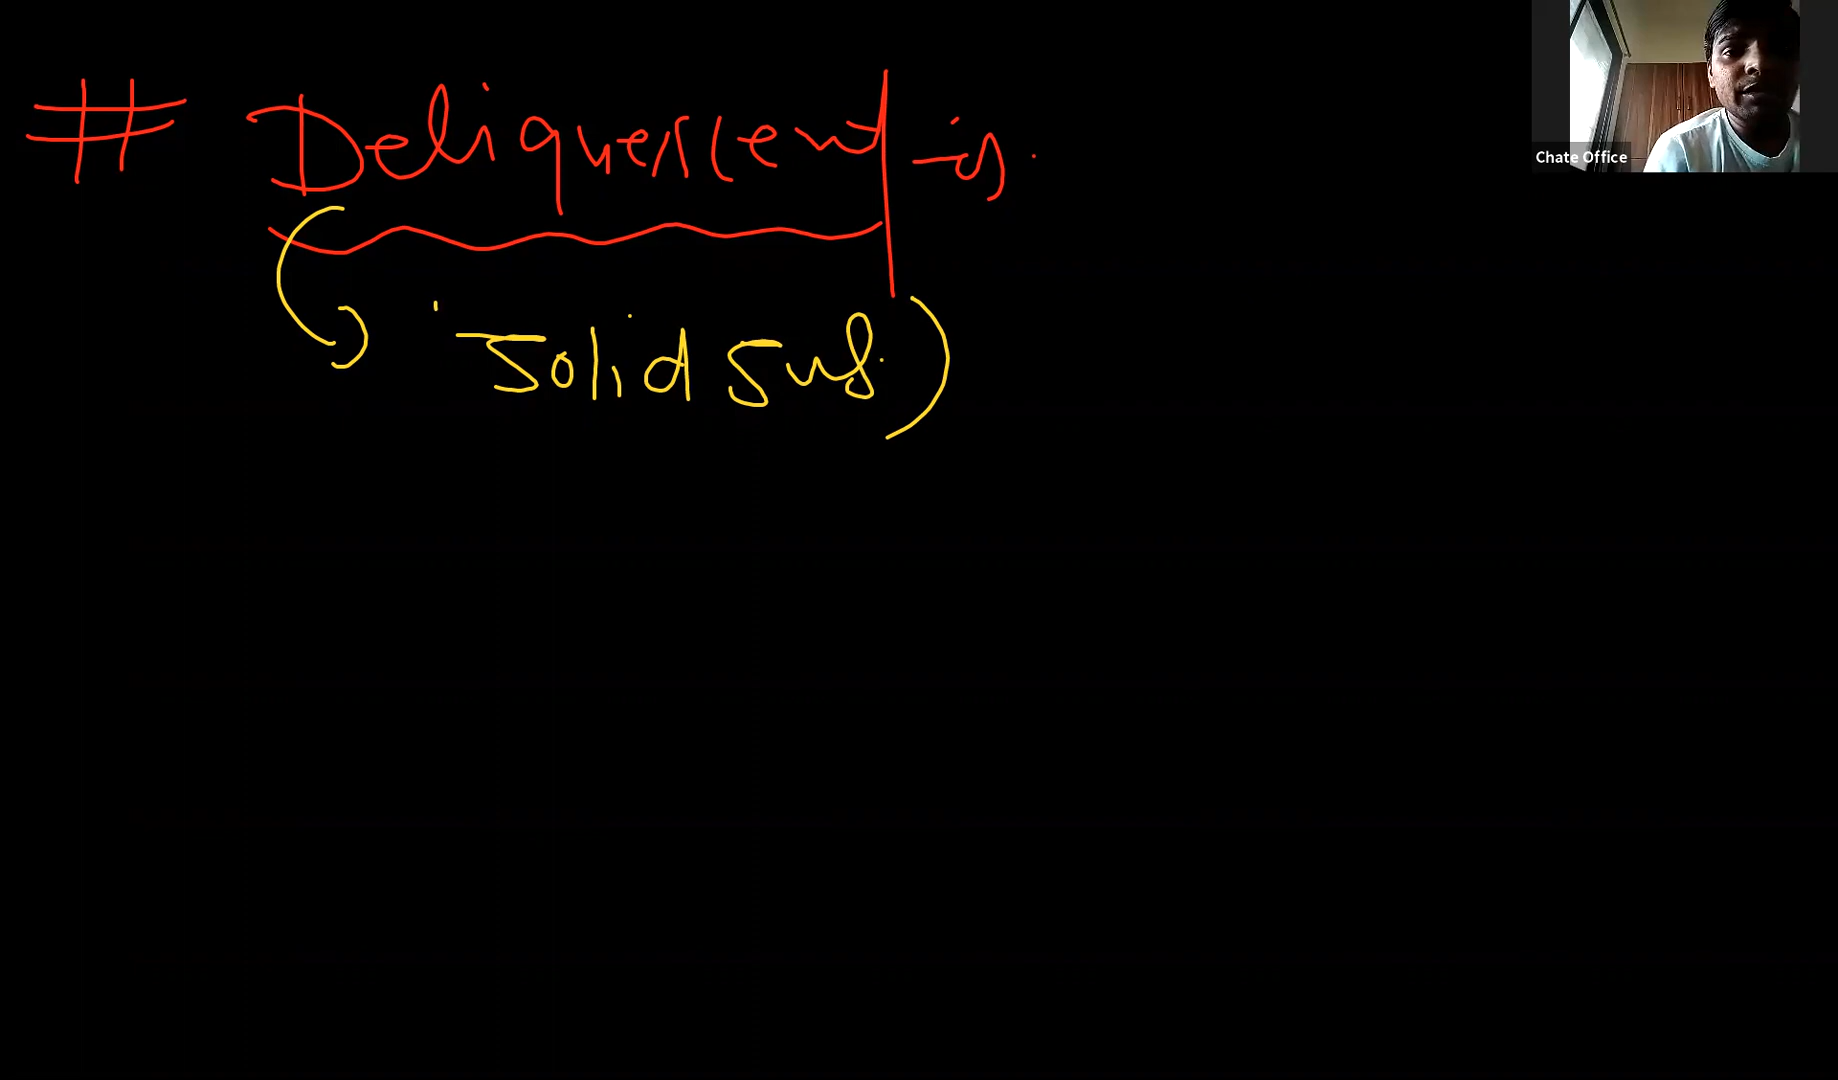 # Deliquescent is.
Chate Office
Solid Sub.)